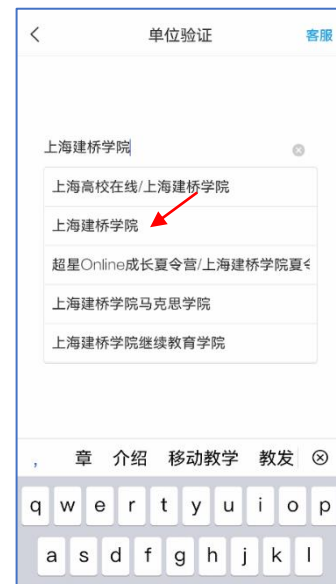 单位验证 客服
上海建桥学院
上海高校在线/上海建桥学院
上海建桥学院
超星Online成长夏令营/上海建桥学院夏令
上海建桥学院马克思学院
上海建桥学院继续教育学院
, 章 介绍 移动教学 教发
q w e r t y u i o p
a s d f g h j k l